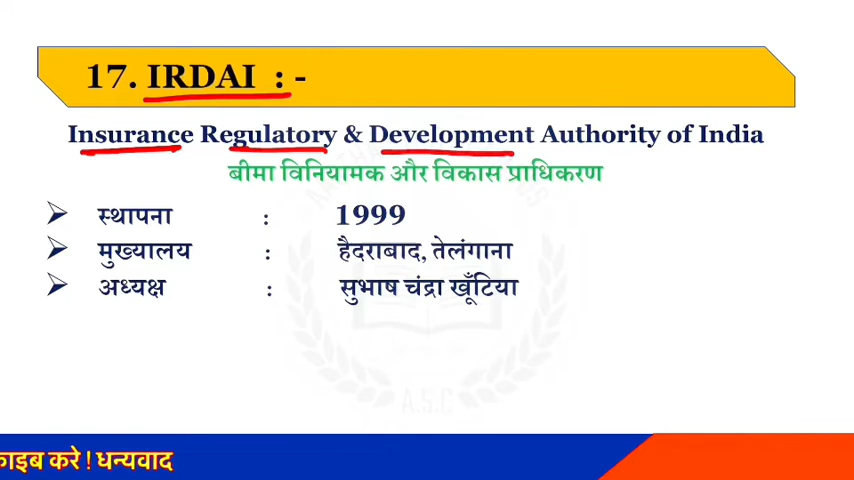 17. IRDAI : -
Insurance Regulatory & Development Authority of India
बीमा विनियामक और विकास प्राधिकरण
➢ स्थापना : 1999
➢ मुख्यालय : हैदराबाद, तेलंगाना
➢ अध्यक्ष : सुभाष चंद्रा खूँटिया
A.S.C
काइब करे ! धन्यवाद